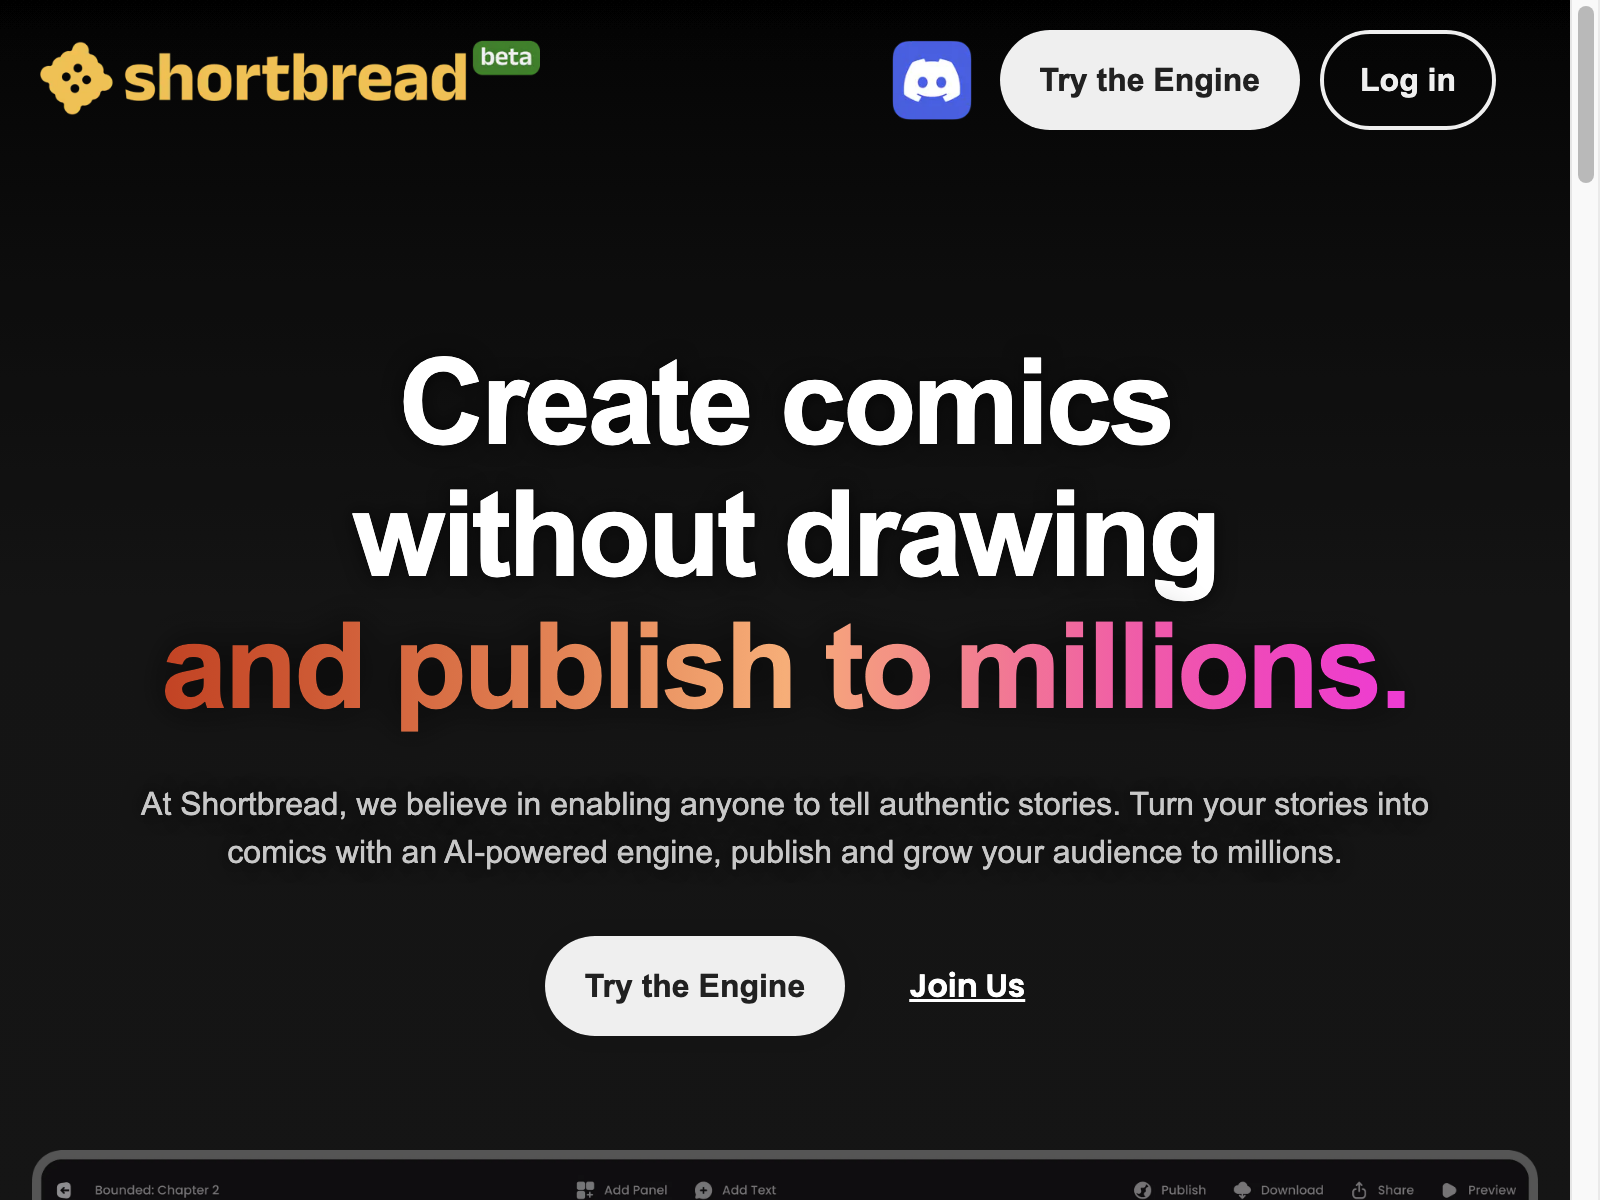 shortbread beta
Try the Engine
Log in
Create comics
without drawing
and publish to millions.
At Shortbread, we believe in enabling anyone to tell authentic stories. Turn your stories into
comics with an AI-powered engine, publish and grow your audience to millions.
Try the Engine
Join Us
Bounded: Chapter 2
Add Panel
Add Text
Publish
Download
Share
Preview